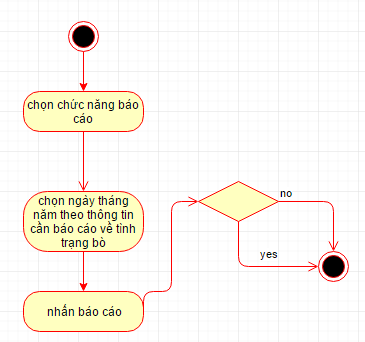 chọn chức năng báo
cáo
chọn ngày tháng
năm theo thông tin
cần báo cáo về tình
trạng bò
no
yes
nhấn báo cáo